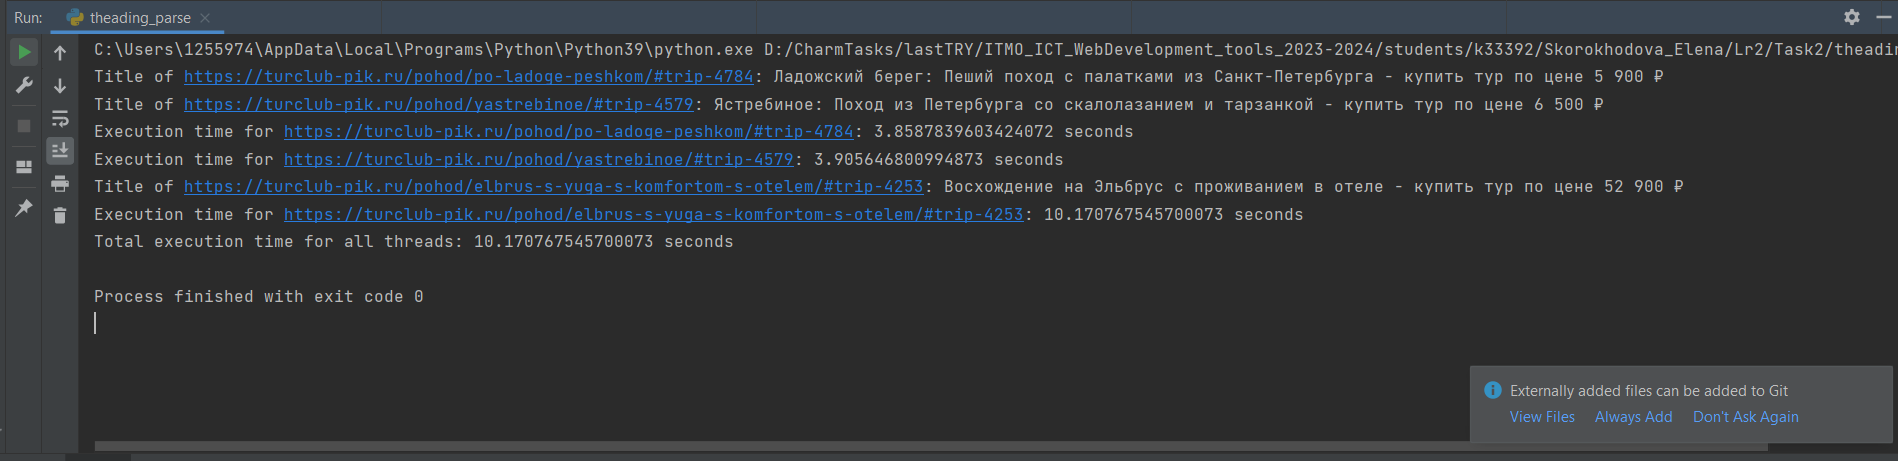 Run: theading_parse
C:\Users\1255974\AppData\Local\Programs\Python\Python39\python.exe D:/CharmTasks/lastTRY/ITMO_ICT_WebDevelopment_tools_2023-2024/students/k33392/Skorokhodova_Elena/Lr2/Task2/theading
Title of https://turclub-pik.ru/pohod/po-ladoge-peshkom/#trip-4784: Ладожский берег: Пеший поход с палатками из Санкт-Петербурга - купить тур по цене 5 900 ₽
Title of https://turclub-pik.ru/pohod/yastrebinoe/#trip-4579: Ястребиное: Поход из Петербурга со скалолазанием и тарзанкой - купить тур по цене 6 500 ₽
Execution time for https://turclub-pik.ru/pohod/po-ladoge-peshkom/#trip-4784: 3.8587839603424072 seconds
Execution time for https://turclub-pik.ru/pohod/yastrebinoe/#trip-4579: 3.905646800994873 seconds
Title of https://turclub-pik.ru/pohod/elbrus-s-yuga-s-komfortom-s-otelem/#trip-4253: Восхождение на Эльбрус с проживанием в отеле - купить тур по цене 52 900 ₽
Execution time for https://turclub-pik.ru/pohod/elbrus-s-yuga-s-komfortom-s-otelem/#trip-4253: 10.170767545700073 seconds
Total execution time for all threads: 10.170767545700073 seconds
Process finished with exit code 0
Externally added files can be added to Git
View Files Always Add Don't Ask Again